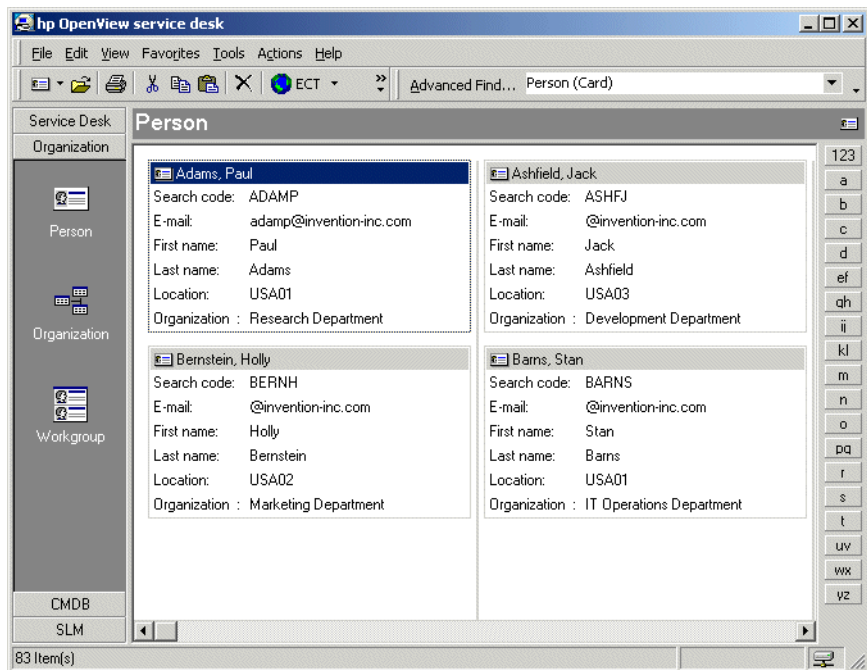 hp OpenView service desk
File Edit View Favorites Tools Actions Help
ECT Advanced Find... Person (Card)
Service Desk
Organization
Person
Organization
Workgroup
CMDB
SLM
Person
Adams, Paul
Search code: ADAMP
E-mail: adamp@invention-inc.com
First name: Paul
Last name: Adams
Location: USA01
Organization : Research Department
Ashfield, Jack
Search code: ASHFJ
E-mail: @invention-inc.com
First name: Jack
Last name: Ashfield
Location: USA03
Organization : Development Department
Bernstein, Holly
Search code: BERNH
E-mail: @invention-inc.com
First name: Holly
Last name: Bernstein
Location: USA02
Organization : Marketing Department
Barns, Stan
Search code: BARNS
E-mail: @invention-inc.com
First name: Stan
Last name: Barns
Location: USA01
Organization : IT Operations Department
123
a
b
c
d
ef
gh
ij
kl
m
n
o
pq
r
s
t
uv
wx
yz
83 Item(s)